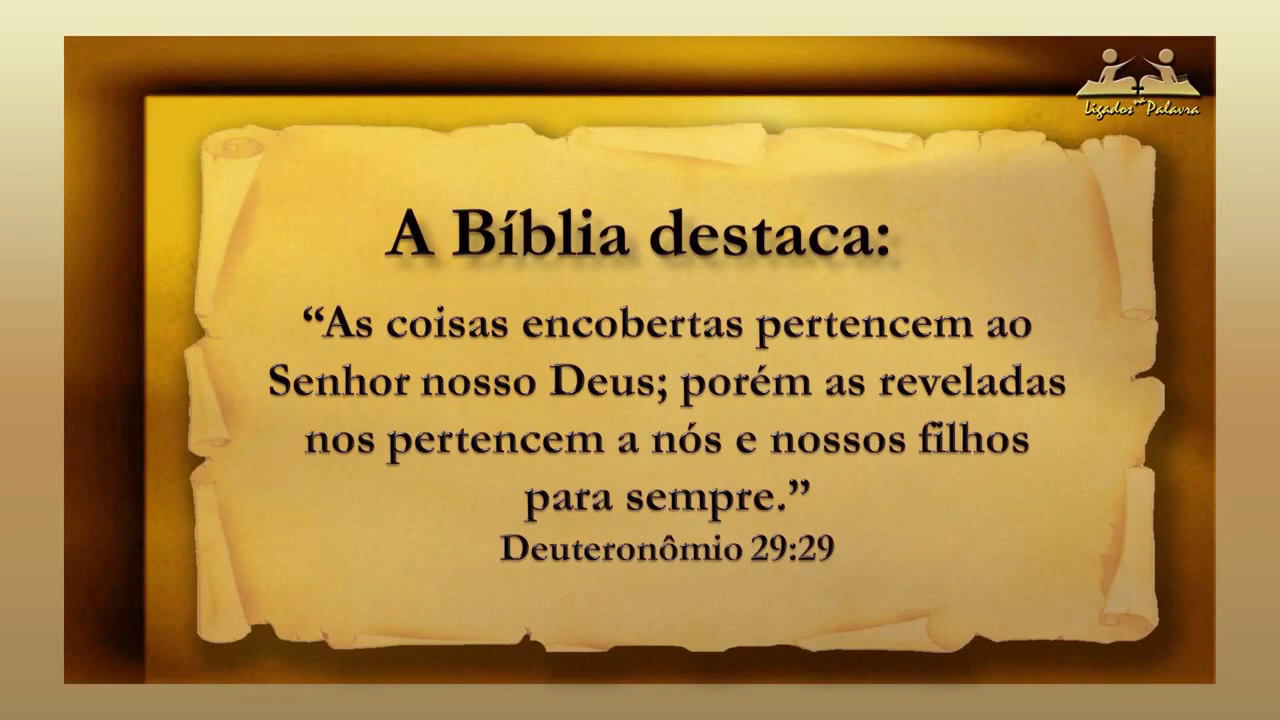 Ligados na Palavra
A Bíblia destaca:
“As coisas encobertas pertencem ao
Senhor nosso Deus; porém as reveladas
nos pertencem a nós e nossos filhos
para sempre.”
Deuteronômio 29:29